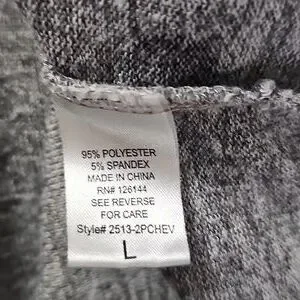 95% POLYESTER
5% SPANDEX
MADE IN CHINA
RN# 126144
SEE REVERSE
FOR CARE
Style# 2513-2PCHEV
L